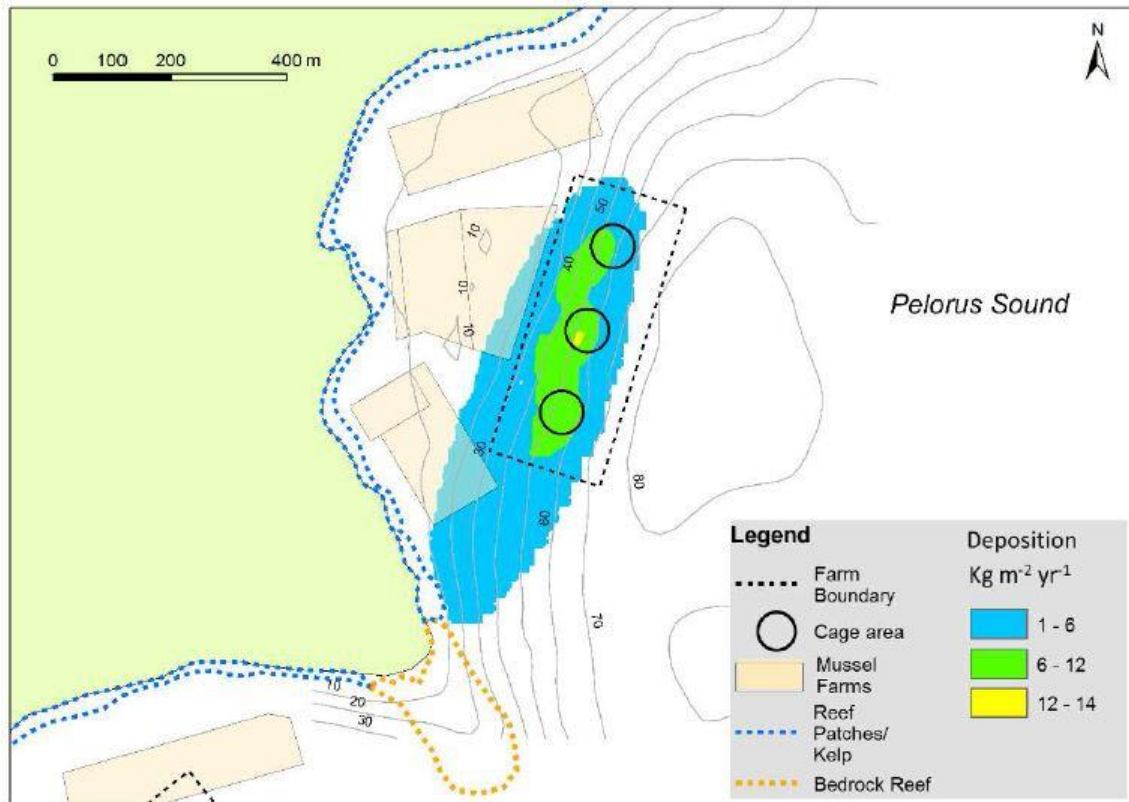 0 100 200 400 m
N
50
10
40
10
10
Pelorus Sound
30
80
60
70
10
20
30
Legend
Farm
Boundary
Cage area
Mussel
Farms
Reef
Patches/
Kelp
Bedrock Reef
Deposition
Kg m⁻² yr⁻¹
1 - 6
6 - 12
12 - 14